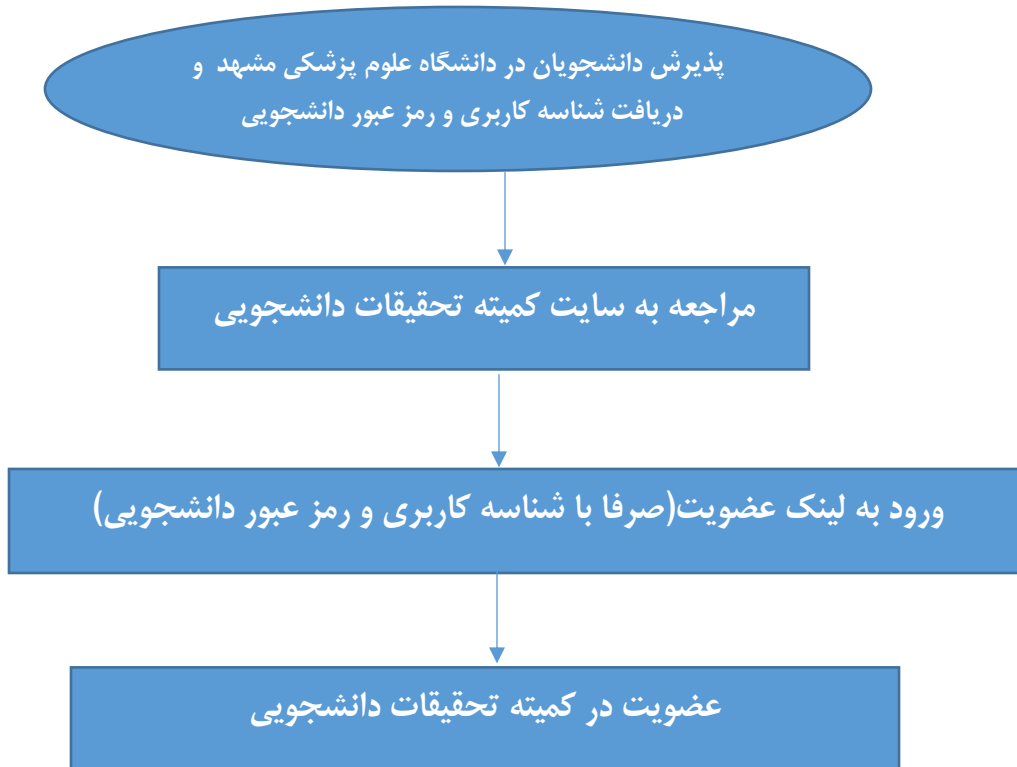 پذیرش دانشجویان در دانشگاه علوم پزشکی مشهد و
دریافت شناسه کاربری و رمز عبور دانشجویی
مراجعه به سایت کمیته تحقیقات دانشجویی
ورود به لینک عضویت(صرفا با شناسه کاربری و رمز عبور دانشجویی)
عضویت در کمیته تحقیقات دانشجویی